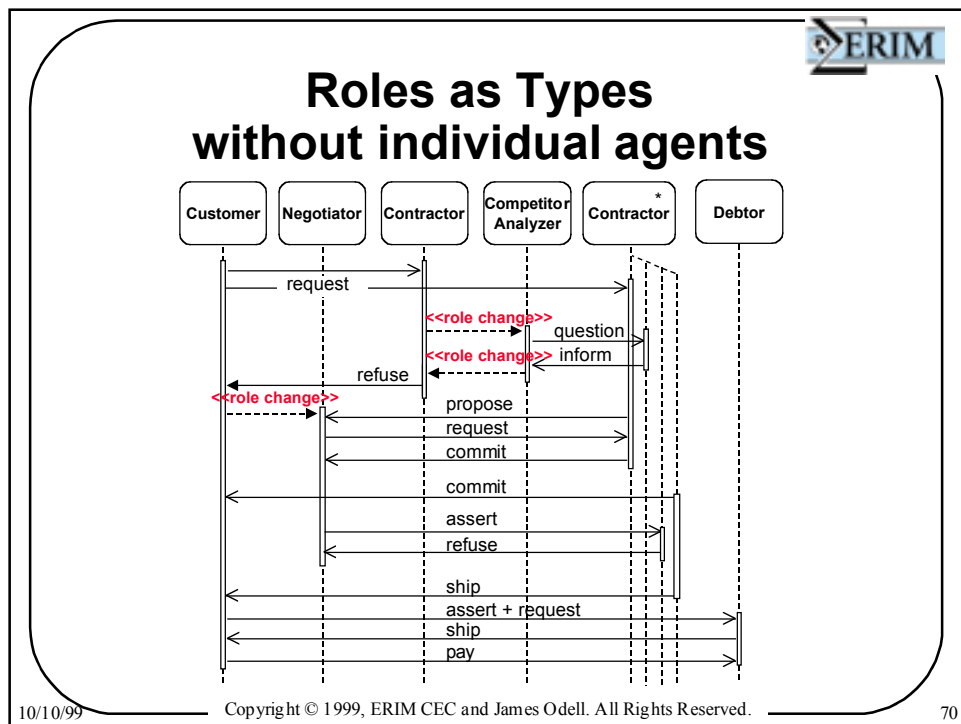 ERIM
Roles as Types
without individual agents
Customer
Negotiator
Contractor
Competitor
Analyzer
Contractor *
Debtor
request
<<role change>>
question
<<role change>>
inform
refuse
<<role change>>
propose
request
commit
commit
assert
refuse
ship
assert + request
ship
pay
10/10/99
Copyright © 1999, ERIM CEC and James Odell. All Rights Reserved.
70